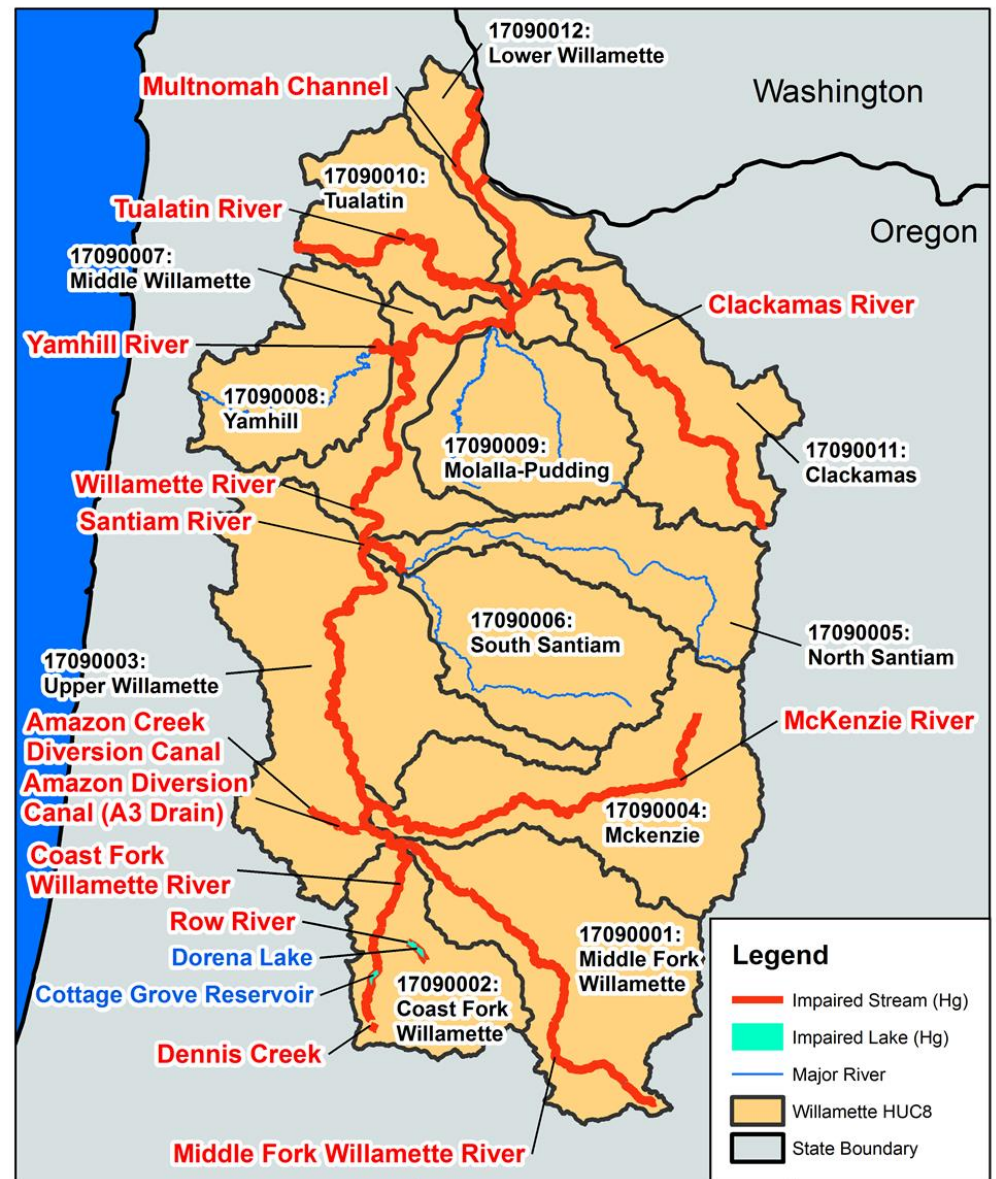 17090012:
Lower Willamette
Multnomah Channel
Washington
17090010:
Tualatin
Tualatin River
Oregon
17090007:
Middle Willamette
Clackamas River
Yamhill River
17090008:
Yamhill
17090009:
Molalla-Pudding
17090011:
Clackamas
Willamette River
Santiam River
17090006:
South Santiam
17090005:
North Santiam
17090003:
Upper Willamette
Amazon Creek
Diversion Canal
McKenzie River
Amazon Diversion
Canal (A3 Drain)
17090004:
Mckenzie
Coast Fork
Willamette River
Row River
Dorena Lake
17090001:
Middle Fork
Willamette
Cottage Grove Reservoir
17090002:
Coast Fork
Willamette
Dennis Creek
Middle Fork Willamette River
Legend
Impaired Stream (Hg)
Impaired Lake (Hg)
Major River
Willamette HUC8
State Boundary